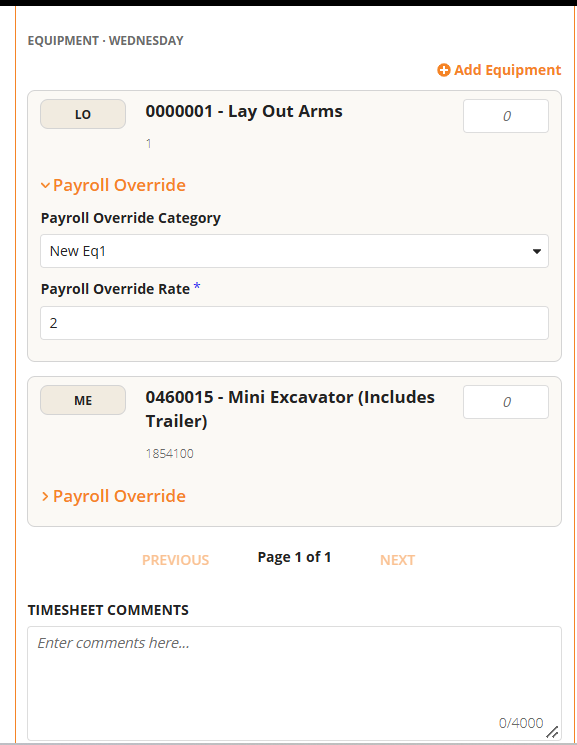 EQUIPMENT · WEDNESDAY
Add Equipment
LO
0000001 - Lay Out Arms
0
1
Payroll Override
Payroll Override Category
New Eq1
Payroll Override Rate *
2
ME
0460015 - Mini Excavator (Includes
Trailer)
0
1854100
Payroll Override
PREVIOUS
Page 1 of 1
NEXT
TIMESHEET COMMENTS
Enter comments here...
0/4000